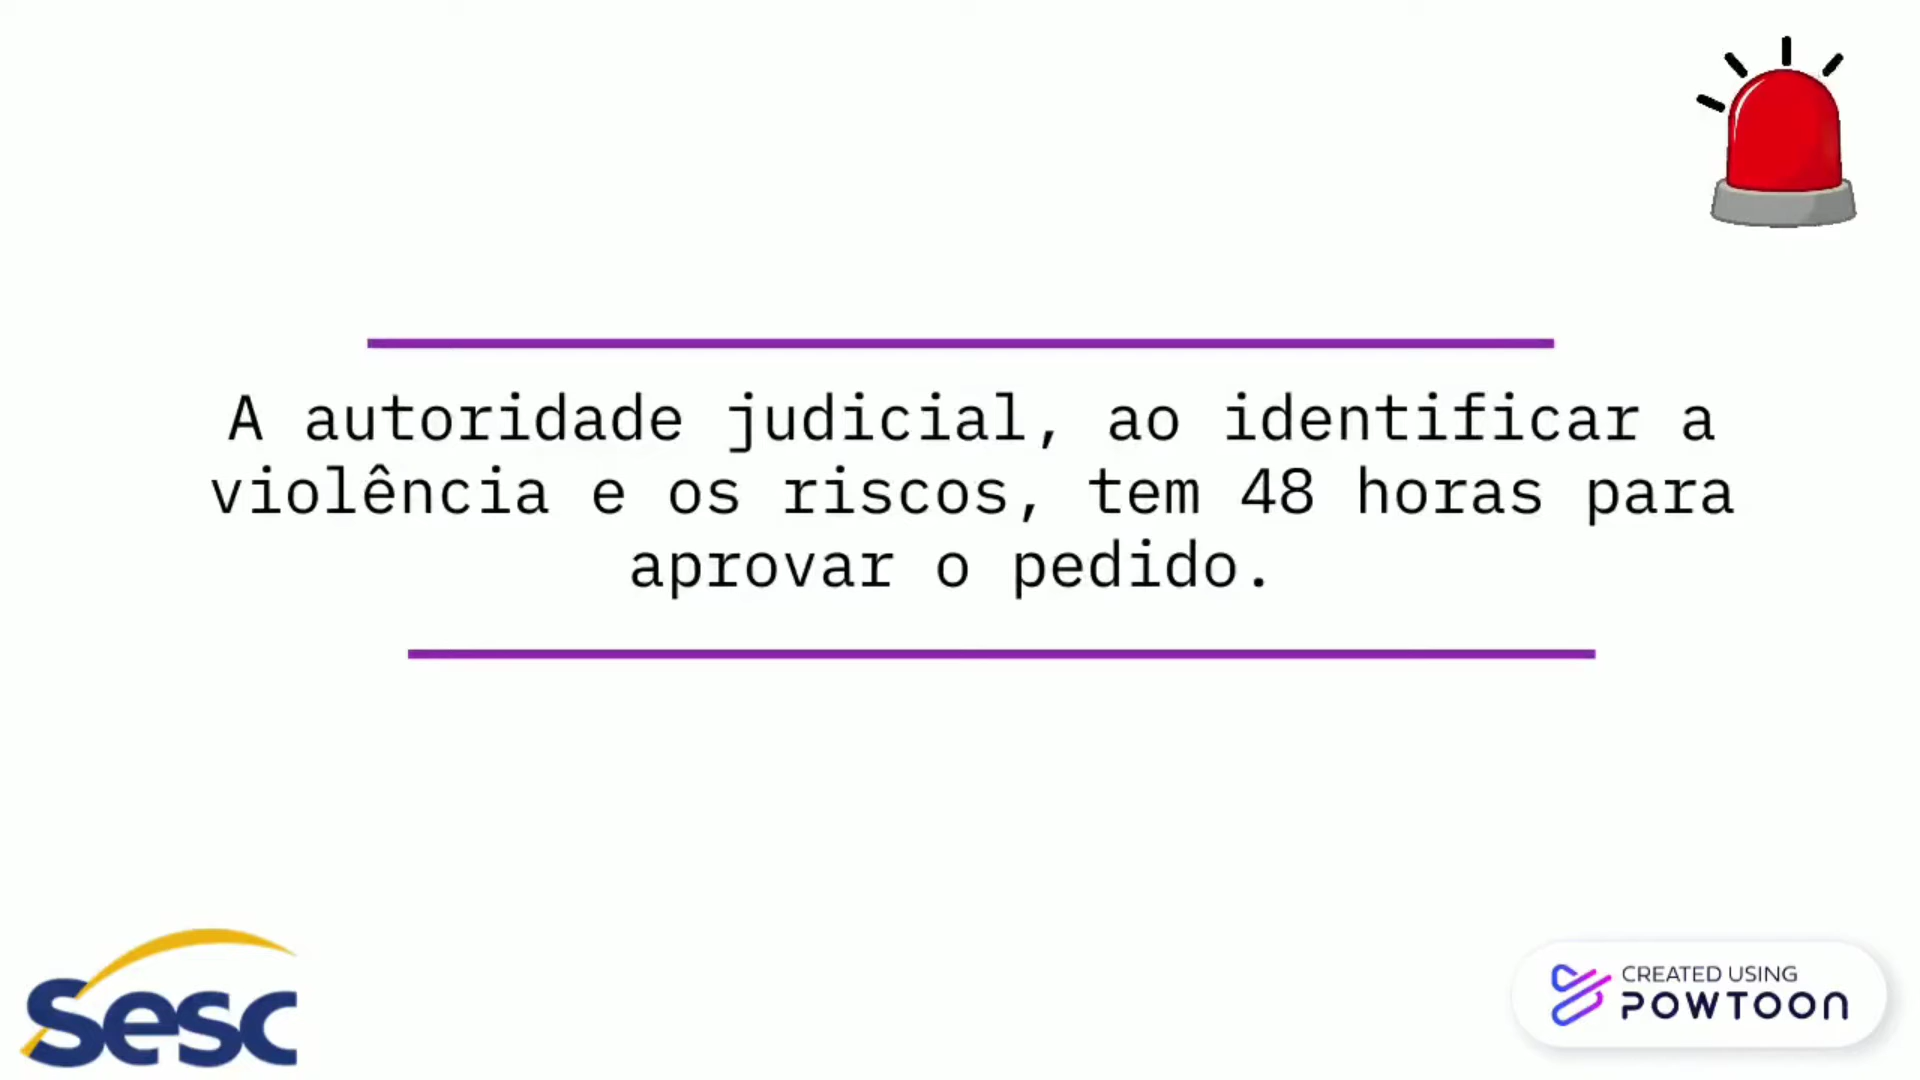 A autoridade judicial, ao identificar a
violência e os riscos, tem 48 horas para
aprovar o pedido.
Sesc
CREATED USING
POWTOON